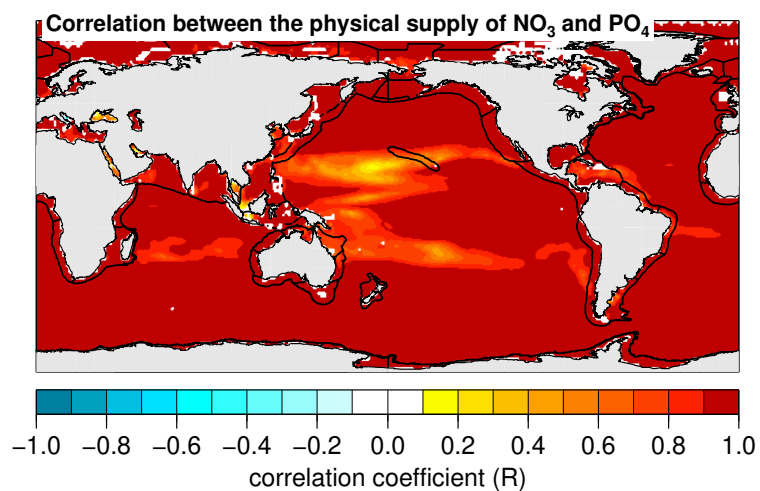 Correlation between the physical supply of NO₃ and PO₄
−1.0 −0.8 −0.6 −0.4 −0.2 0.0 0.2 0.4 0.6 0.8 1.0
correlation coefficient (R)